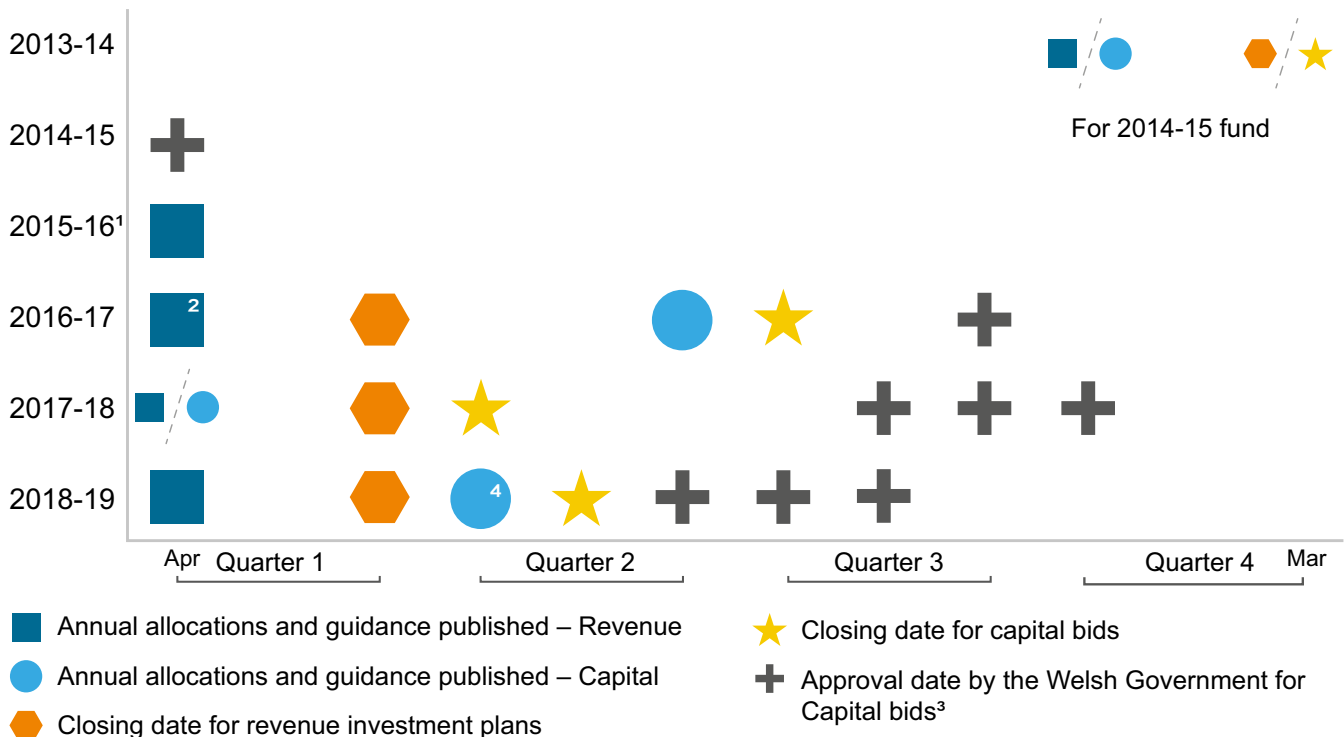 2013-14
For 2014-15 fund
2014-15
2015-16¹
2016-17
2
2017-18
2018-19
4
Apr
Quarter 1
Quarter 2
Quarter 3
Quarter 4
Mar
Annual allocations and guidance published – Revenue
Annual allocations and guidance published – Capital
Closing date for revenue investment plans
Closing date for capital bids
Approval date by the Welsh Government for
Capital bids³